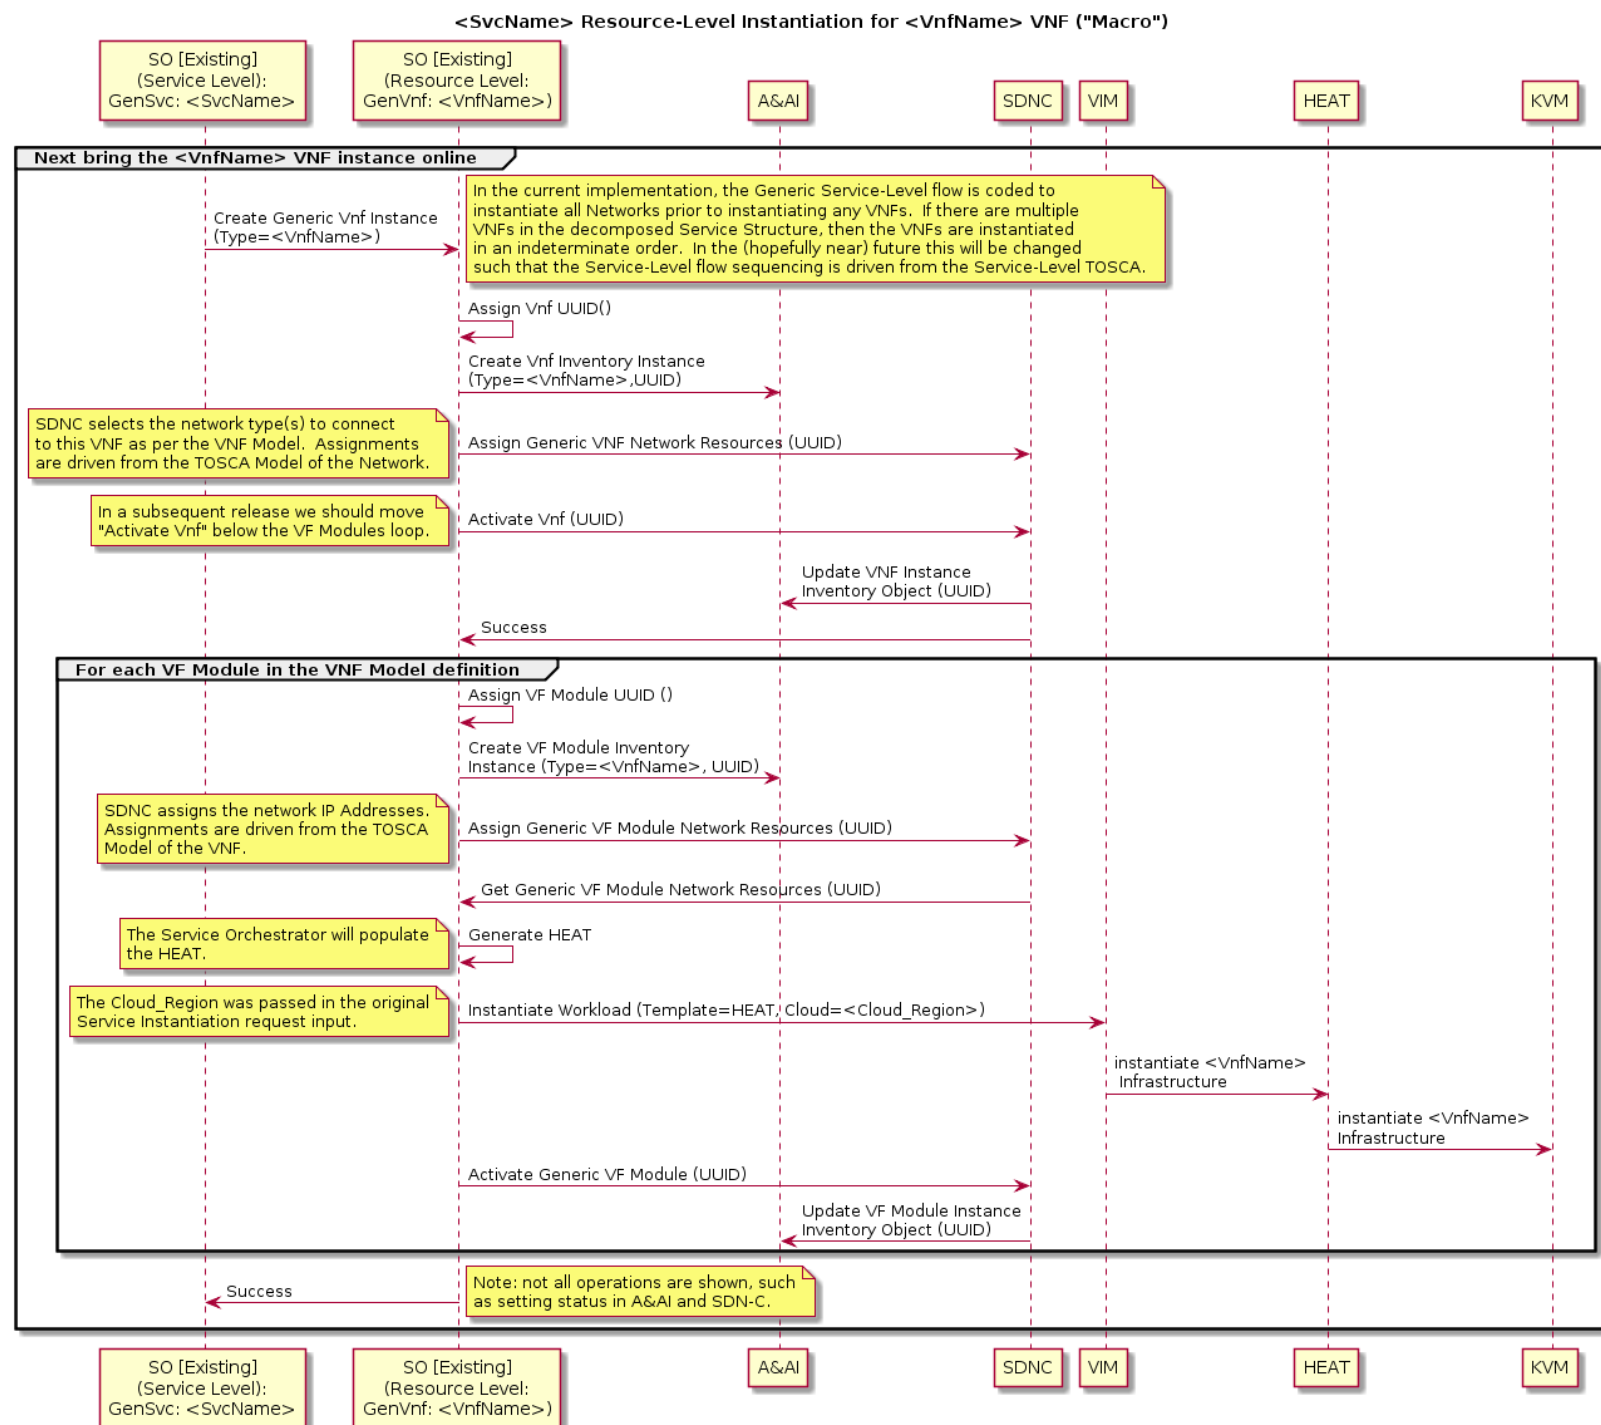 <SvcName> Resource-Level Instantiation for <VnfName> VNF ("Macro")
SO [Existing]
(Service Level):
GenSvc: <SvcName>
SO [Existing]
(Resource Level:
GenVnf: <VnfName>)
A&AI
SDNC
VIM
HEAT
KVM
Next bring the <VnfName> VNF instance online
Create Generic Vnf Instance
(Type=<VnfName>)
In the current implementation, the Generic Service-Level flow is coded to
instantiate all Networks prior to instantiating any VNFs.  If there are multiple
VNFs in the decomposed Service Structure, then the VNFs are instantiated
in an indeterminate order.  In the (hopefully near) future this will be changed
such that the Service-Level flow sequencing is driven from the Service-Level TOSCA.
Assign Vnf UUID()
Create Vnf Inventory Instance
(Type=<VnfName>,UUID)
SDNC selects the network type(s) to connect
to this VNF as per the VNF Model.  Assignments
are driven from the TOSCA Model of the Network.
Assign Generic VNF Network Resources (UUID)
In a subsequent release we should move
"Activate Vnf" below the VF Modules loop.
Activate Vnf (UUID)
Update VNF Instance
Inventory Object (UUID)
Success
For each VF Module in the VNF Model definition
Assign VF Module UUID ()
Create VF Module Inventory
Instance (Type=<VnfName>, UUID)
SDNC assigns the network IP Addresses.
Assignments are driven from the TOSCA
Model of the VNF.
Assign Generic VF Module Network Resources (UUID)
Get Generic VF Module Network Resources (UUID)
The Service Orchestrator will populate
the HEAT.
Generate HEAT
The Cloud_Region was passed in the original
Service Instantiation request input.
Instantiate Workload (Template=HEAT, Cloud=<Cloud_Region>)
instantiate <VnfName>
Infrastructure
instantiate <VnfName>
Infrastructure
Activate Generic VF Module (UUID)
Update VF Module Instance
Inventory Object (UUID)
Success
Note: not all operations are shown, such
as setting status in A&AI and SDN-C.
SO [Existing]
(Service Level):
GenSvc: <SvcName>
SO [Existing]
(Resource Level:
GenVnf: <VnfName>)
A&AI
SDNC
VIM
HEAT
KVM